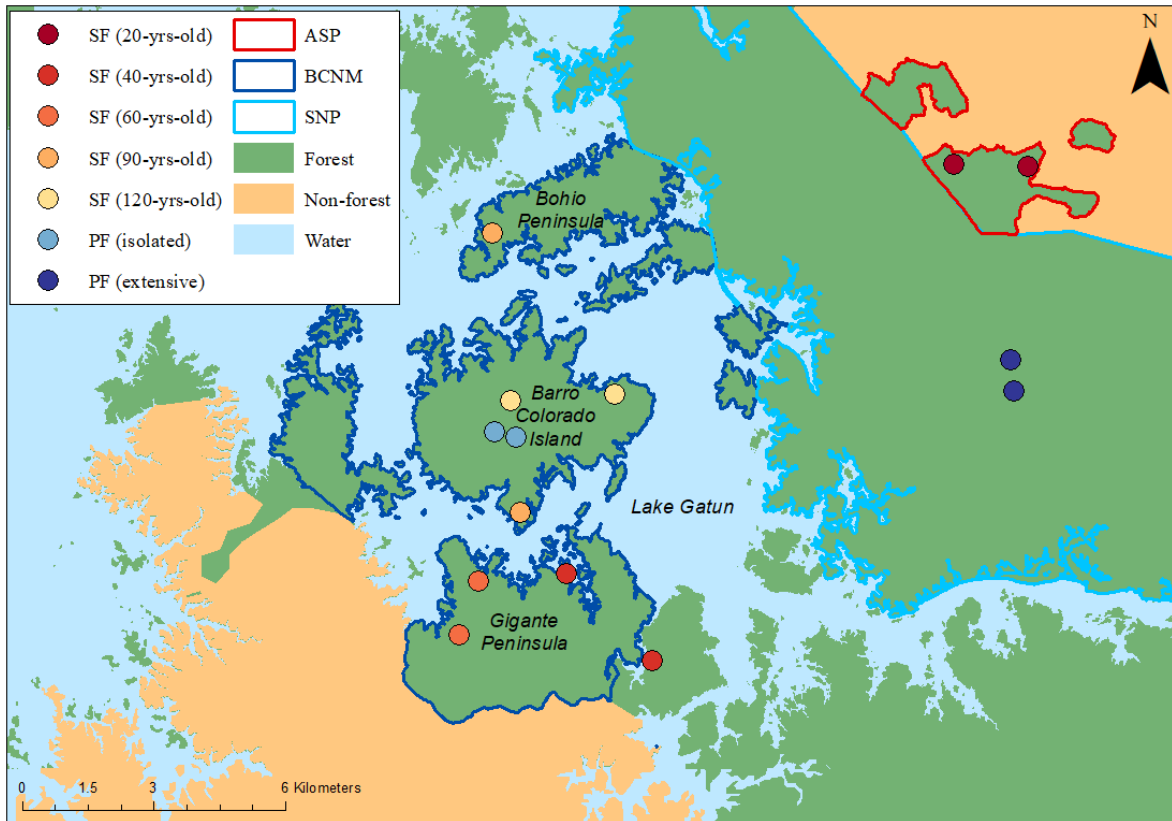 SF (20-yrs-old)
ASP
SF (40-yrs-old)
BCNM
SF (60-yrs-old)
SNP
SF (90-yrs-old)
Forest
SF (120-yrs-old)
Non-forest
PF (isolated)
Water
PF (extensive)
N
Bohio
Peninsula
Barro
Colorado
Island
Lake Gatun
Gigante
Peninsula
0 1.5 3 6 Kilometers